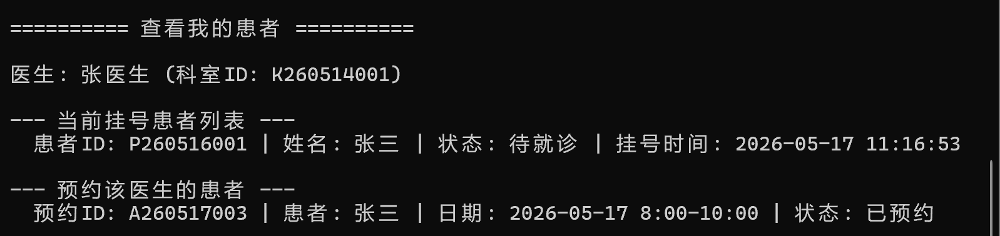 ========== 查看我的患者 ==========
医生: 张医生 (科室ID: K260514001)
--- 当前挂号患者列表 ---
患者ID: P260516001 | 姓名: 张三 | 状态: 待就诊 | 挂号时间: 2026-05-17 11:16:53
--- 预约该医生的患者 ---
预约ID: A260517003 | 患者: 张三 | 日期: 2026-05-17 8:00-10:00 | 状态: 已预约